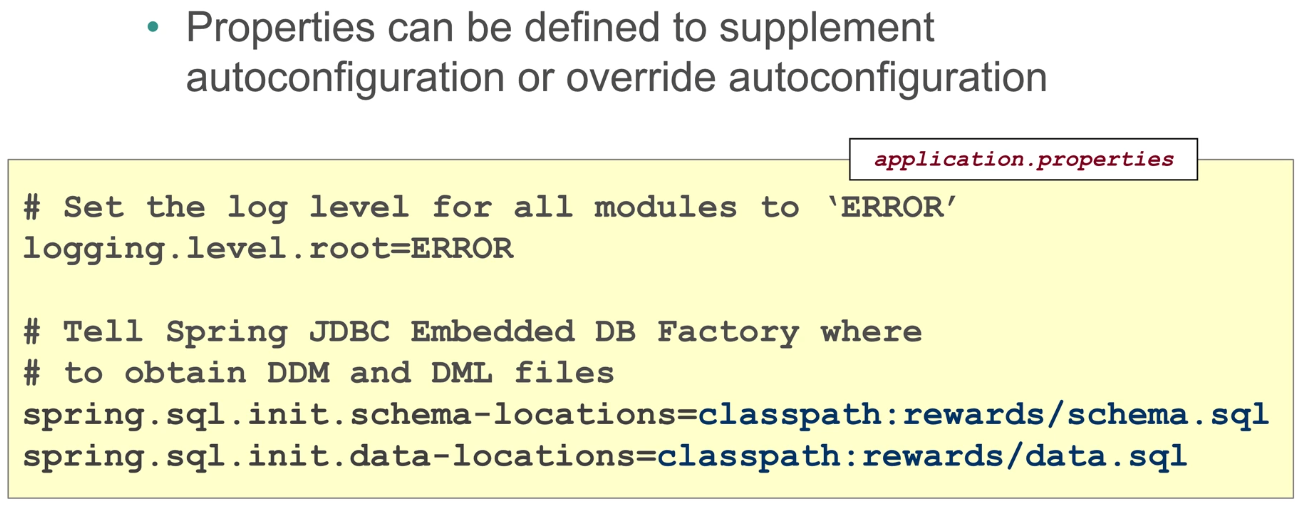 • Properties can be defined to supplement
autoconfiguration or override autoconfiguration
application.properties
# Set the log level for all modules to ‘ERROR’
logging.level.root=ERROR
# Tell Spring JDBC Embedded DB Factory where
# to obtain DDM and DML files
spring.sql.init.schema-locations=classpath:rewards/schema.sql
spring.sql.init.data-locations=classpath:rewards/data.sql